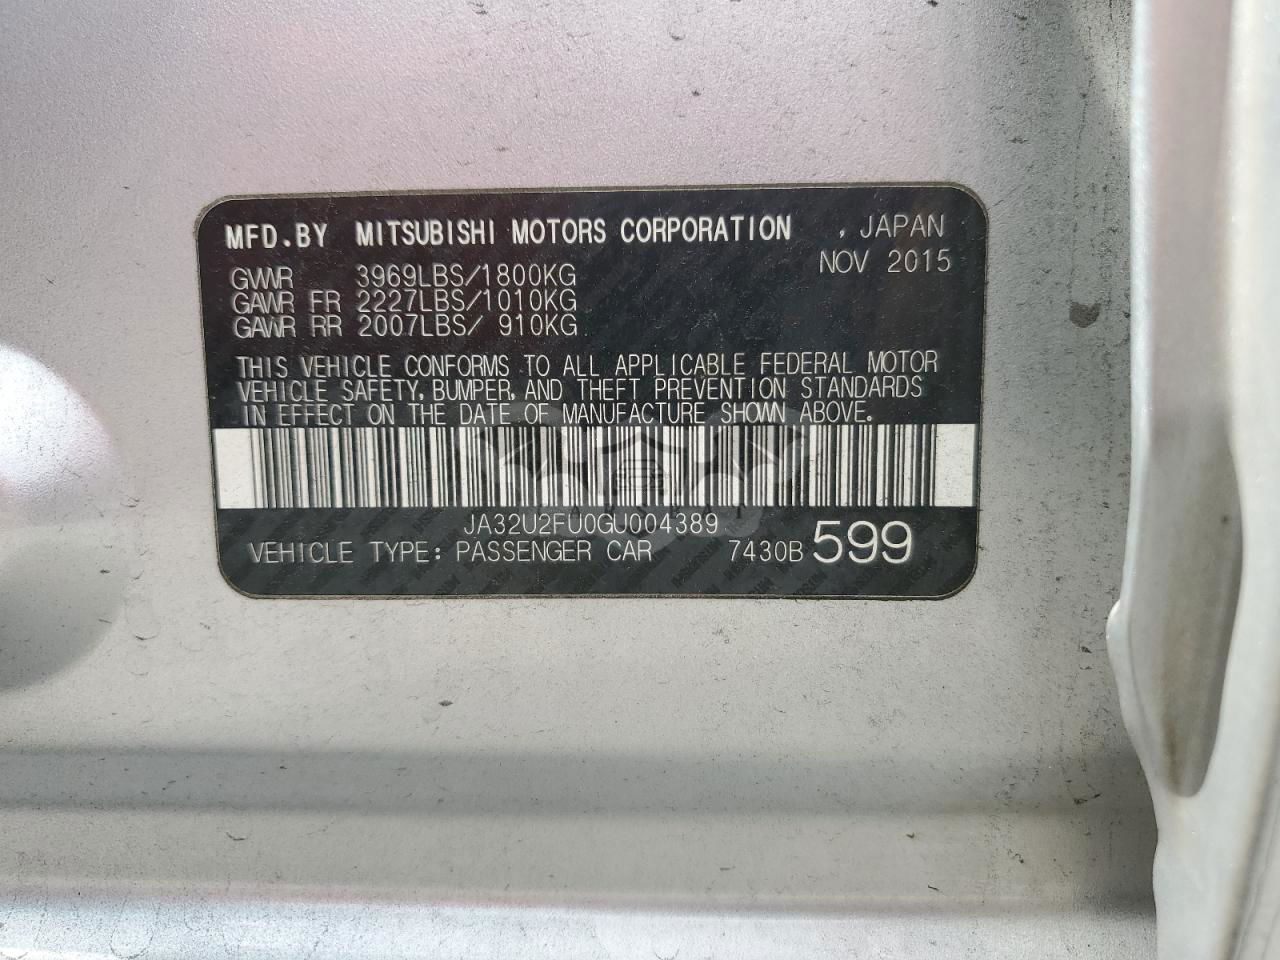 MFD.BY MITSUBISHI MOTORS CORPORATION , JAPAN
NOV 2015
GVWR 3969LBS/1800KG
GAWR FR 2227LBS/1010KG
GAWR RR 2007LBS/ 910KG
THIS VEHICLE CONFORMS TO ALL APPLICABLE FEDERAL MOTOR
VEHICLE SAFETY, BUMPER, AND THEFT PREVENTION STANDARDS
IN EFFECT ON THE DATE OF MANUFACTURE SHOWN ABOVE.
JA32U2FU0GU004389
VEHICLE TYPE: PASSENGER CAR 7430B 599